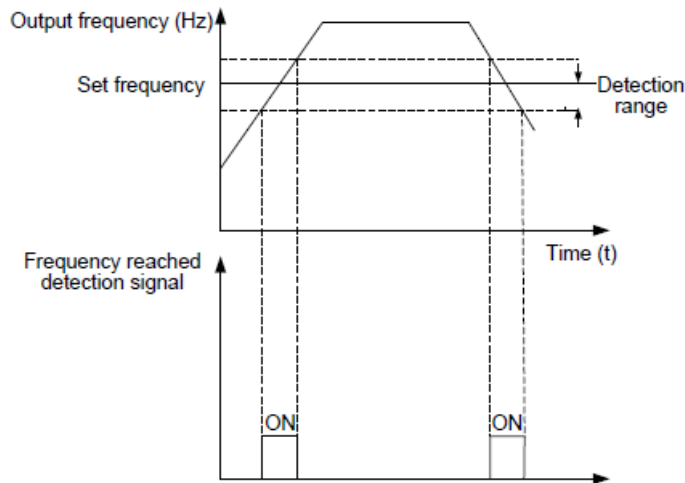 Output frequency (Hz)
Set frequency
Detection
range
Time (t)
Frequency reached
detection signal
ON
ON